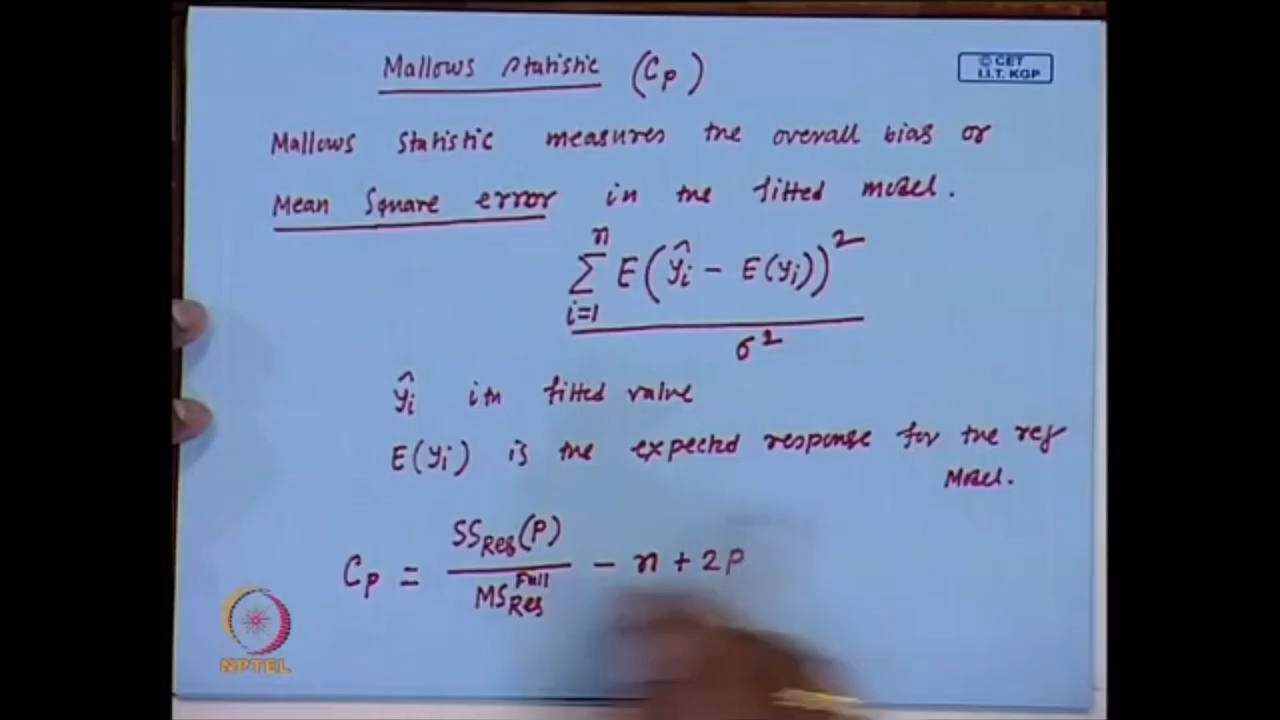 Mallows Statistic (Cp)
© CET
I.I.T. KGP
Mallows Statistic measures the overall bias or
Mean Square error in the fitted model.
n
∑ E(ŷi − E(yi))²
i=1
σ²
ŷi ith fitted value
E(yi) is the expected response for the reg
Model.
SSRes(P)
Cp = − n + 2P
MSRes Full
NPTEL